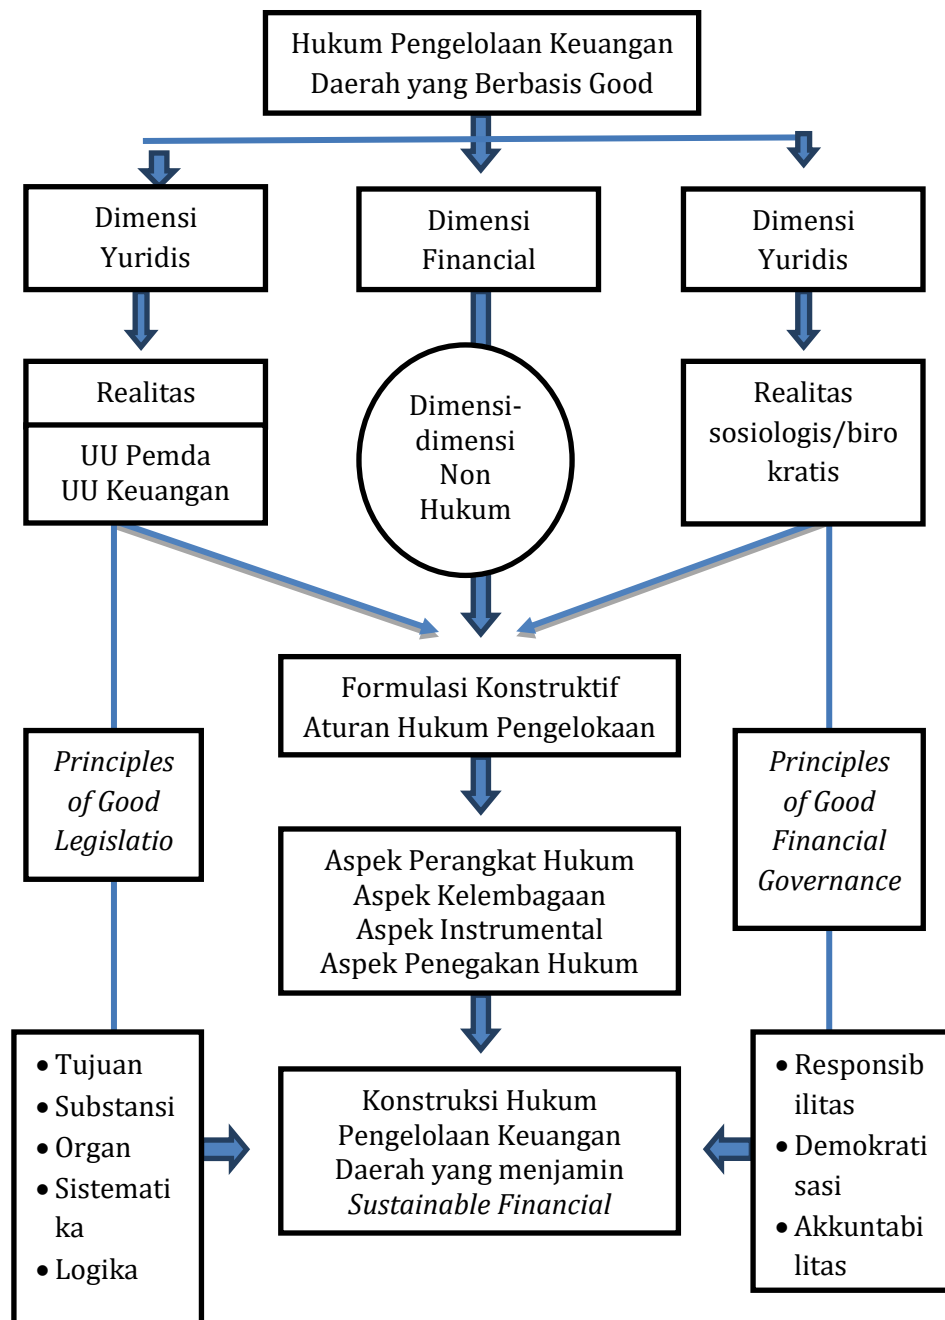 Hukum Pengelolaan Keuangan
Daerah yang Berbasis Good
Dimensi
Yuridis
Dimensi
Financial
Dimensi
Yuridis
Realitas
UU Pemda
UU Keuangan
Dimensi-
dimensi
Non
Hukum
Realitas
sosiologis/biro
kratis
Formulasi Konstruktif
Aturan Hukum Pengelokaan
Principles
of Good
Legislatio
Principles
of Good
Financial
Governance
Aspek Perangkat Hukum
Aspek Kelembagaan
Aspek Instrumental
Aspek Penegakan Hukum
• Tujuan
• Substansi
• Organ
• Sistemati
ka
• Logika
Konstruksi Hukum
Pengelolaan Keuangan
Daerah yang menjamin
Sustainable Financial
• Responsib
ilitas
• Demokrati
sasi
• Akkuntabi
litas